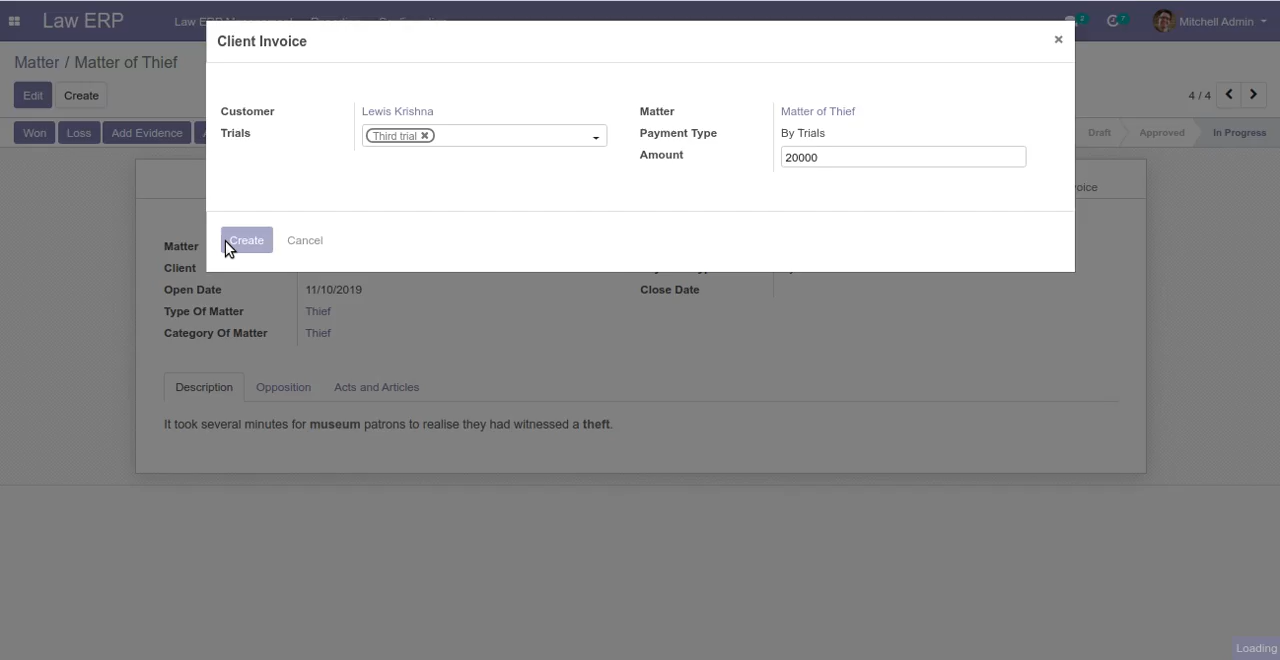 Law ERP
2
7
Mitchell Admin
Client Invoice
×
Matter / Matter of Thief
Edit
Create
4 / 4
Customer
Lewis Krishna
Matter
Matter of Thief
Trials
Third trial
Payment Type
By Trials
Amount
20000
Won
Loss
Add Evidence
Draft
Approved
In Progress
Create
Cancel
Matter
Client
Open Date
11/10/2019
Close Date
Type Of Matter
Thief
Category Of Matter
Thief
Description
Opposition
Acts and Articles
It took several minutes for museum patrons to realise they had witnessed a theft.
Loading